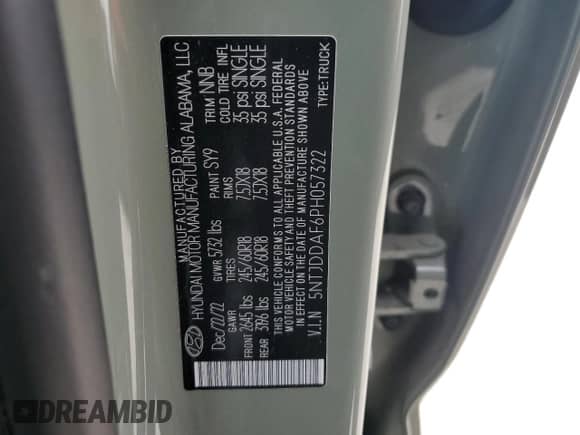 MANUFACTURED BY
HYUNDAI MOTOR MANUFACTURING ALABAMA, LLC
Dec/22/22 PAINT SY9 TRIM NNB
GAWR GVWR 5732 lbs
TIRES RIMS COLD TIRE INFL
FRONT 2645 lbs 245/60R18 7.5JX18 35 psi SINGLE
REAR 3196 lbs 245/60R18 7.5JX18 35 psi SINGLE
THIS VEHICLE CONFORMS TO ALL APPLICABLE U.S.A. FEDERAL
MOTOR VEHICLE SAFETY AND THEFT PREVENTION STANDARDS
IN EFFECT ON THE DATE OF MANUFACTURE SHOWN ABOVE
V.I.N 5NTJDDAF6PH057322 TYPE:TRUCK
DREAMBID